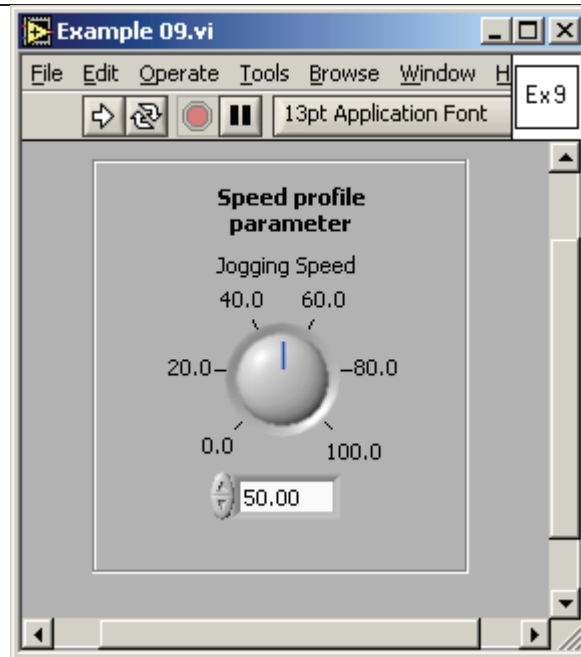 Example 09.vi
File Edit Operate Tools Browse Window H
Ex9
13pt Application Font
Speed profile
parameter
Jogging Speed
40.0 60.0
20.0 80.0
0.0 100.0
50.00